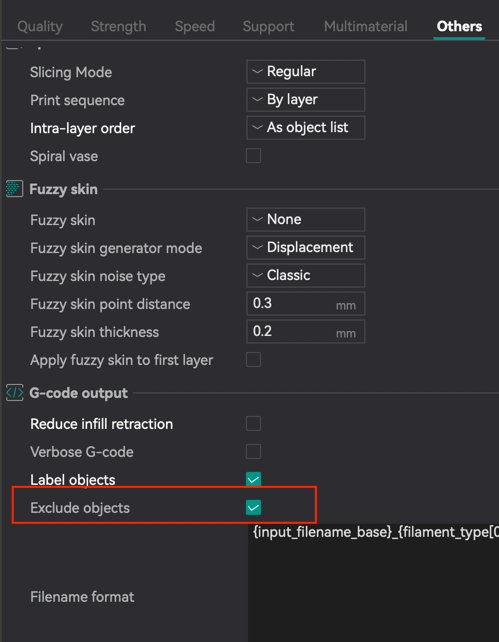 Quality Strength Speed Support Multimaterial Others
Slicing Mode Regular
Print sequence By layer
Intra-layer order As object list
Spiral vase
Fuzzy skin
Fuzzy skin None
Fuzzy skin generator mode Displacement
Fuzzy skin noise type Classic
Fuzzy skin point distance 0.3 mm
Fuzzy skin thickness 0.2 mm
Apply fuzzy skin to first layer
</> G-code output
Reduce infill retraction
Verbose G-code
Label objects
Exclude objects
{input_filename_base}_{filament_type[0
Filename format